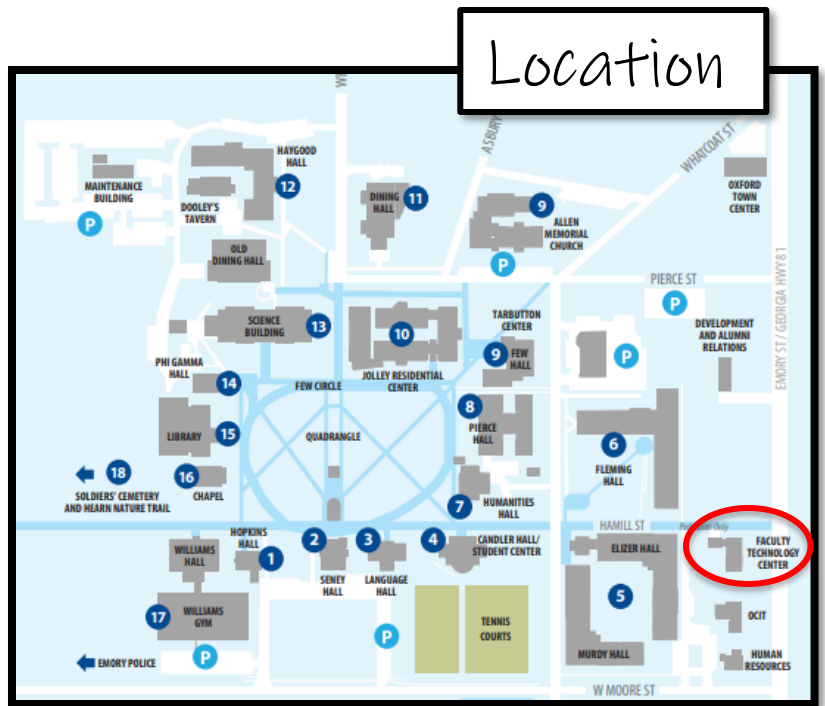 Location
WE
ASBURY
WHATCOAT ST
HAYGOOD
HALL
12
MAINTENANCE
BUILDING
P
DOOLEY'S
TAVERN
DINING
HALL
11
9
ALLEN
MEMORIAL
CHURCH
P
OXFORD
TOWN
CENTER
OLD
DINING HALL
PIERCE ST
P
EMORY ST / GEORGIA HWY81
SCIENCE
BUILDING
13
10
JOLLEY RESIDENTIAL
CENTER
TARBUTTON
CENTER
9
FEW
HALL
P
DEVELOPMENT
AND ALUMNI
RELATIONS
PHI GAMMA
HALL
14
FEW CIRCLE
8
PIERCE
HALL
LIBRARY
15
QUADRANGLE
6
FLEMING
HALL
18
SOLDIERS' CEMETERY
AND HEARN NATURE TRAIL
16
CHAPEL
7
HUMANITIES
HALL
HAMILL ST
Only
WILLIAMS
HALL
HOPKINS
HALL
1
2
SENEY
HALL
3
LANGUAGE
HALL
4
CANDLER HALL/
STUDENT CENTER
ELIZER HALL
FACULTY
TECHNOLOGY
CENTER
17
WILLIAMS
GYM
5
P
TENNIS
COURTS
OCIT
EMORY POLICE
P
MURDY HALL
HUMAN
RESOURCES
W MOORE ST